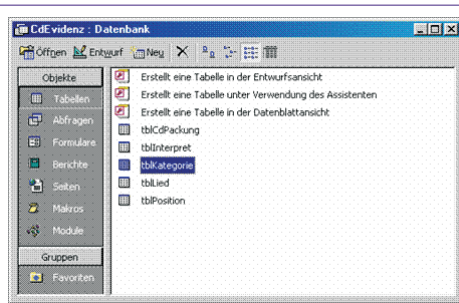 CdEvidenz : Datenbank
Öffnen Entwurf Neu
Objekte
Tabellen
Abfragen
Formulare
Berichte
Seiten
Makros
Module
Gruppen
Favoriten
Erstellt eine Tabelle in der Entwurfsansicht
Erstellt eine Tabelle unter Verwendung des Assistenten
Erstellt eine Tabelle in der Datenblattansicht
tblCdPackung
tblInterpret
tblKategorie
tblLied
tblPosition